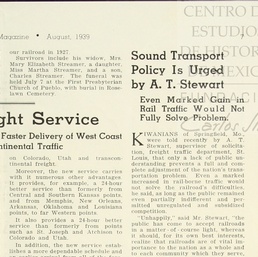 Magazine • August, 1939
our railroad in 1927.
Survivors include his widow, Mrs.
Mary Elizabeth Streamer, a daughter,
Miss Martha Streamer, and a son,
Charles Streamer. The funeral was
held July 7 at the First Presbyterian
Church of Pueblo, with burial in Rose-
lawn Cemetery
ght Service
Faster Delivery of West Coast
ntinental Traffic
on Colorado, Utah and transcon-
tinental freight.
Moreover, the new service carries
with it numerous other advantages.
It provides, for example, a 24-hour
better service than formerly from
Central and Southern Kansas points,
and from Memphis, New Orleans,
Arkansas, Oklahoma and Louisiana
points, to far Western points.
It also provides a 24-hour better
service than formerly from points
such as St. Joseph and Atchison to
Colorado and Utah.
In addition, the new service estab-
lishes a more dependable schedule and
CENTRO D
ESTUDIO
DE HISTOR
Sound Transport
Policy Is Urged
by A. T. Stewart
Even Marked Gain in
Rail Traffic Would Not
Fully Solve Problem
KIWANIANS of Springfield, Mo.,
were told recently by A. T.
Stewart, supervisor of solicita-
tion, freight traffic department, St.
Louis, that only a lack of public un-
derstanding prevents a full and com-
plete adjustment of the nation's trans-
portation problem. Even a marked
increase in rail-borne traffic would
not solve the railroad's difficulties,
he said, as long as the public remained
even partially indifferent and per-
mitted unregulated and subsidized
competition.
"Unhappily," said Mr. Stewart, "the
public has come to accept railroads
in a matter-of-course light, whereas
it should, for its own best interests,
realize that railroads are of vital im-
portance to the nation as a whole and
to each community which they serve,